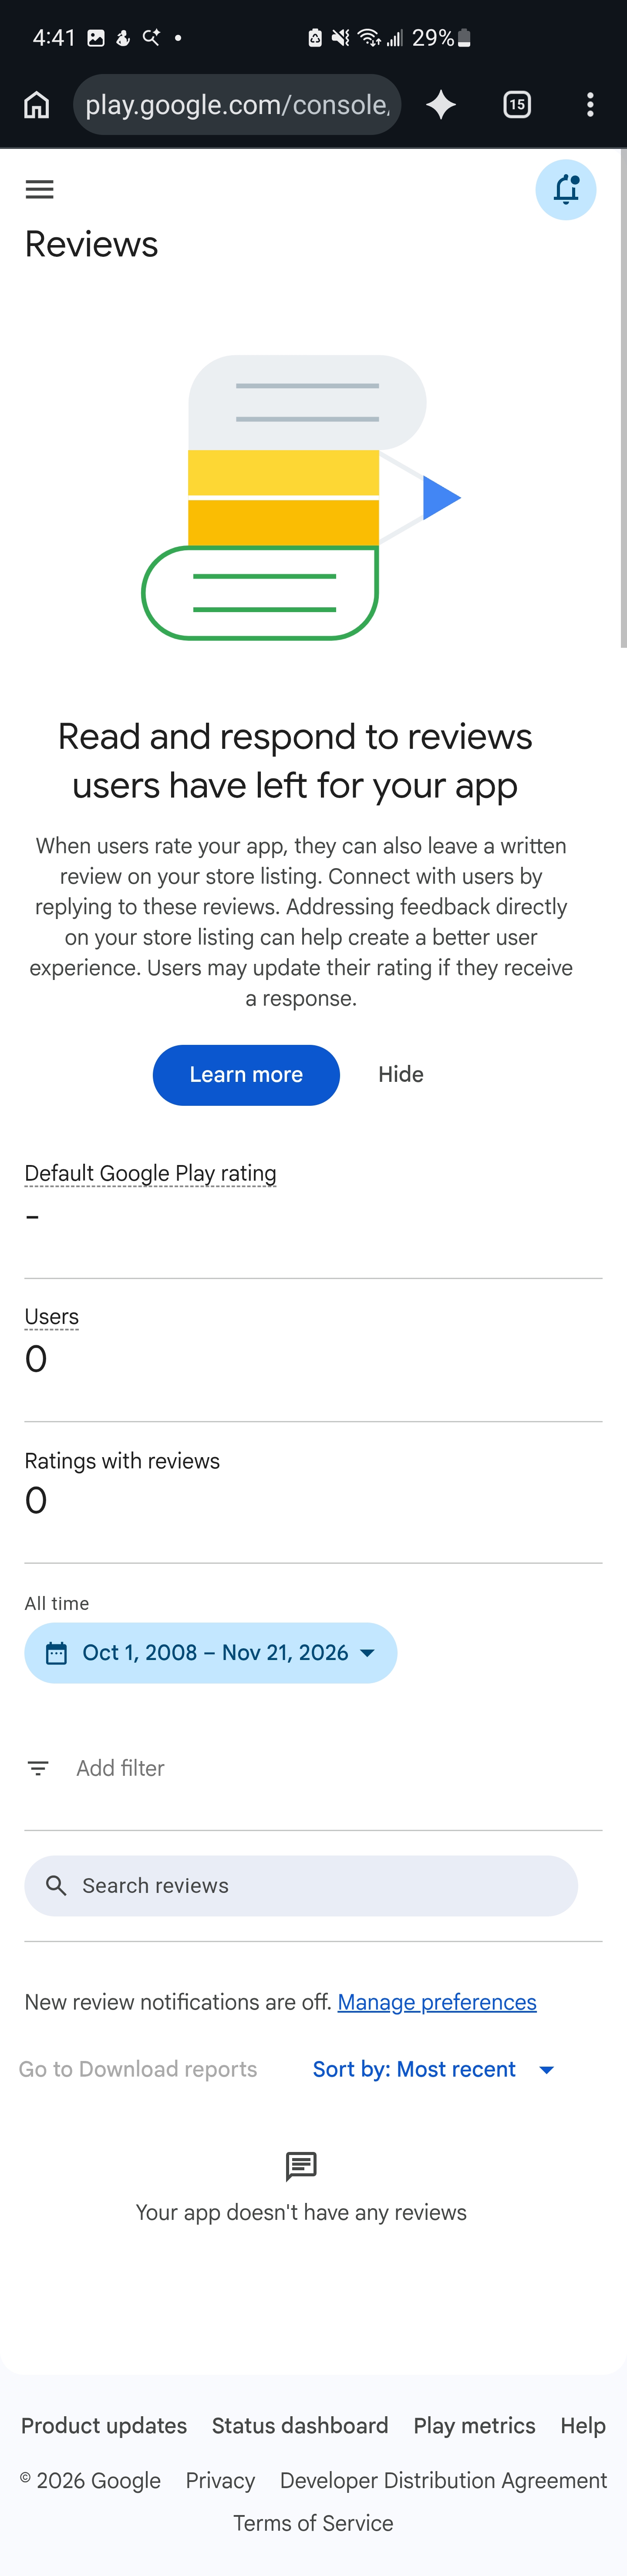 4:41
29%
play.google.com/console/
15
Reviews
Read and respond to reviews
users have left for your app
When users rate your app, they can also leave a written
review on your store listing. Connect with users by
replying to these reviews. Addressing feedback directly
on your store listing can help create a better user
experience. Users may update their rating if they receive
a response.
Learn more Hide
Default Google Play rating
–
Users
0
Ratings with reviews
0
All time
Oct 1, 2008 – Nov 21, 2026
Add filter
Search reviews
New review notifications are off. Manage preferences
Go to Download reports Sort by: Most recent
Your app doesn't have any reviews
Product updates Status dashboard Play metrics Help
© 2026 Google Privacy Developer Distribution Agreement
Terms of Service